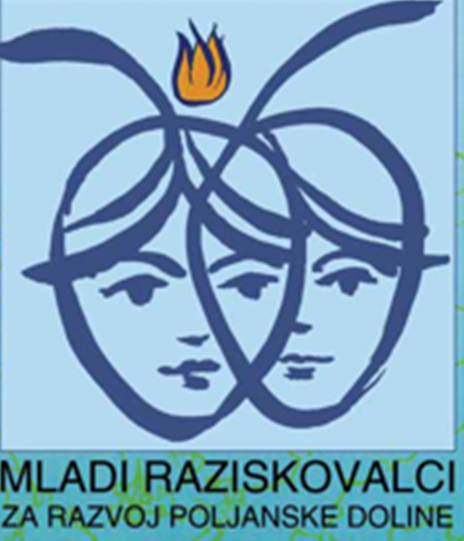 MLADI RAZISKOVALCI
ZA RAZVOJ POLJANSKE DOLINE